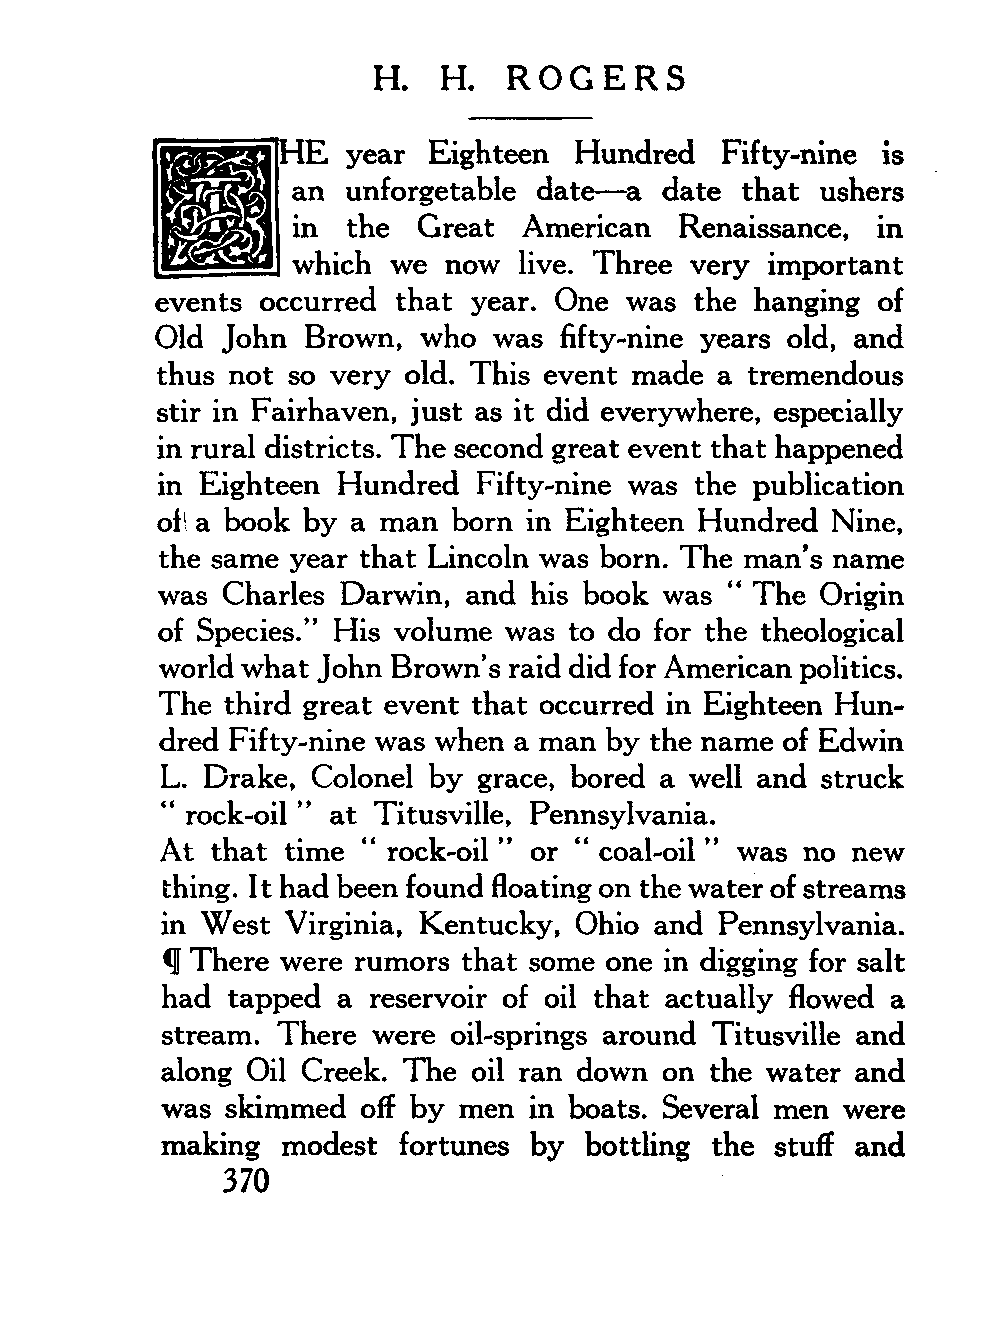 H. H. ROGERS
THE year Eighteen Hundred Fifty-nine is
an unforgetable date—a date that ushers
in the Great American Renaissance, in
which we now live. Three very important
events occurred that year. One was the hanging of
Old John Brown, who was fifty-nine years old, and
thus not so very old. This event made a tremendous
stir in Fairhaven, just as it did everywhere, especially
in rural districts. The second great event that happened
in Eighteen Hundred Fifty-nine was the publication
of a book by a man born in Eighteen Hundred Nine,
the same year that Lincoln was born. The man's name
was Charles Darwin, and his book was " The Origin
of Species." His volume was to do for the theological
world what John Brown's raid did for American politics.
The third great event that occurred in Eighteen Hun-
dred Fifty-nine was when a man by the name of Edwin
L. Drake, Colonel by grace, bored a well and struck
" rock-oil " at Titusville, Pennsylvania.
At that time " rock-oil " or " coal-oil " was no new
thing. It had been found floating on the water of streams
in West Virginia, Kentucky, Ohio and Pennsylvania.
¶ There were rumors that some one in digging for salt
had tapped a reservoir of oil that actually flowed a
stream. There were oil-springs around Titusville and
along Oil Creek. The oil ran down on the water and
was skimmed off by men in boats. Several men were
making modest fortunes by bottling the stuff and
370